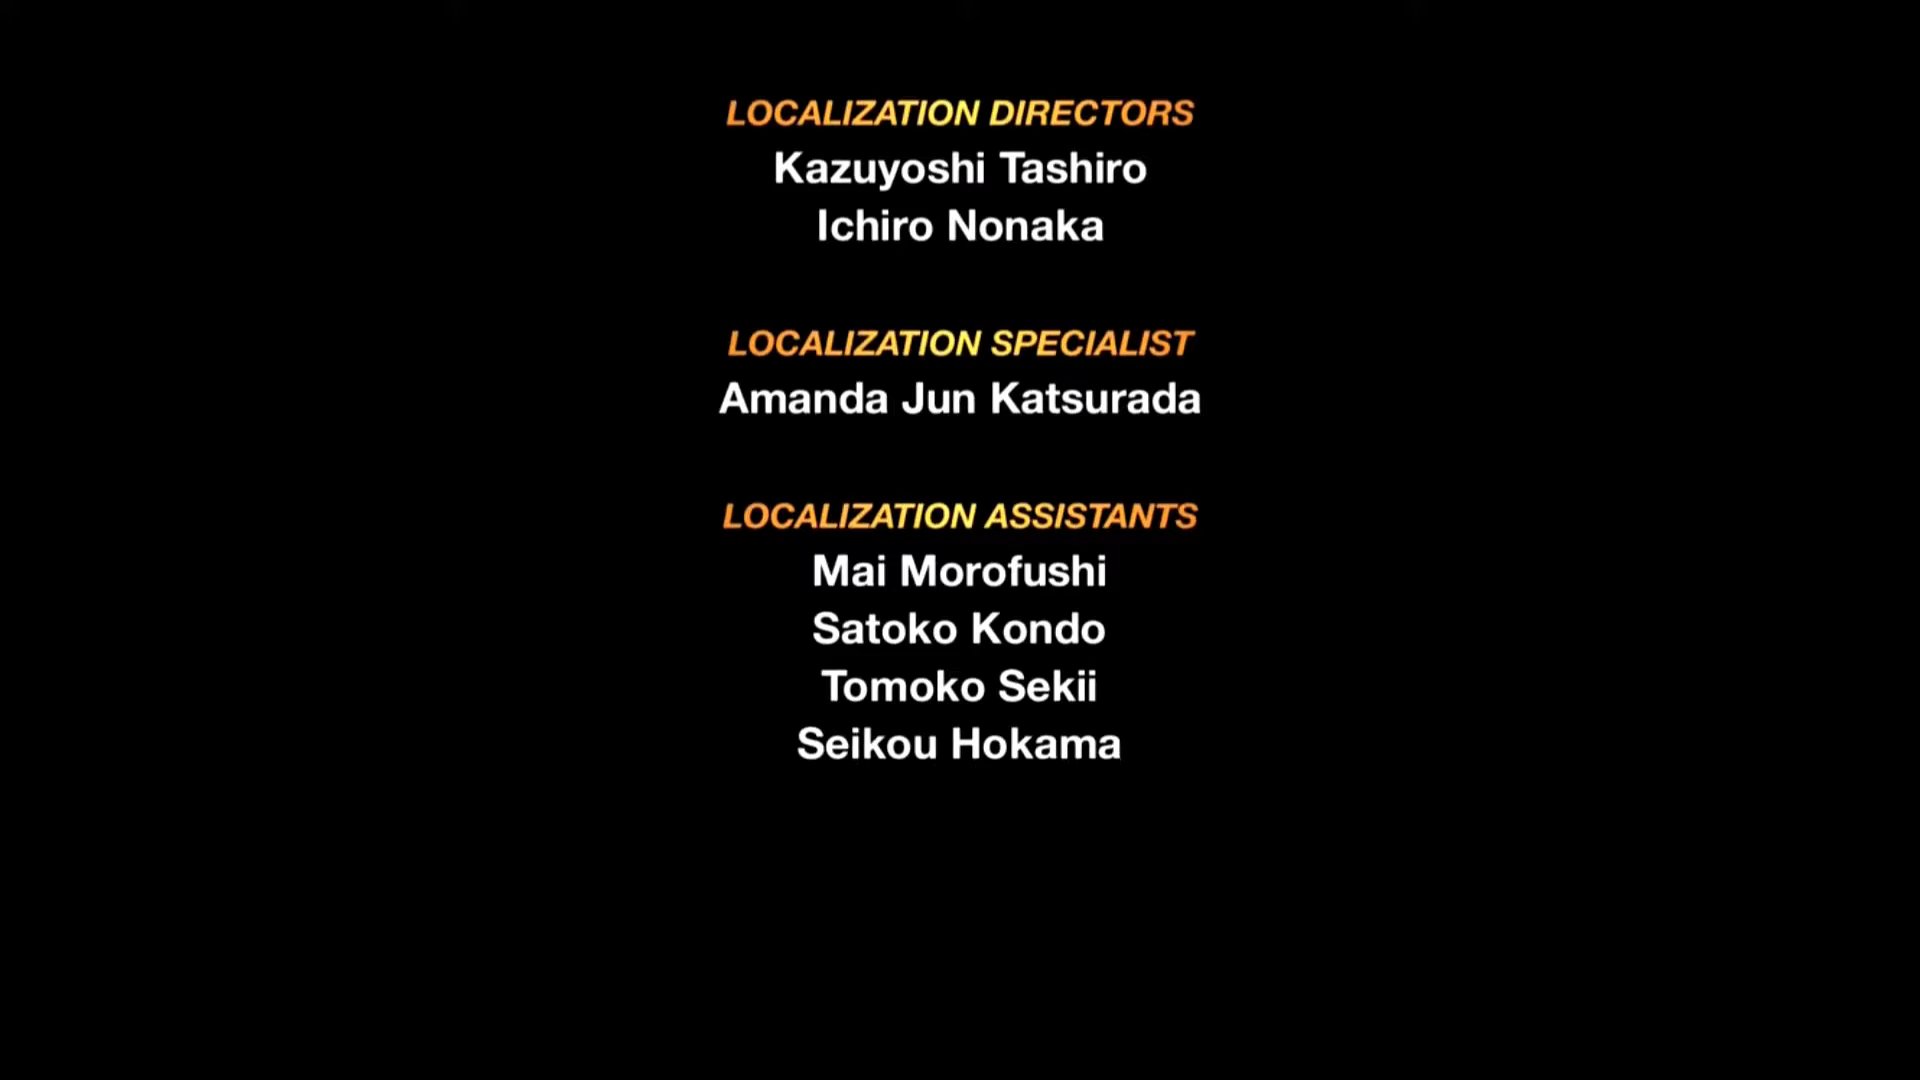 LOCALIZATION DIRECTORS
Kazuyoshi Tashiro
Ichiro Nonaka
LOCALIZATION SPECIALIST
Amanda Jun Katsurada
LOCALIZATION ASSISTANTS
Mai Morofushi
Satoko Kondo
Tomoko Sekii
Seikou Hokama